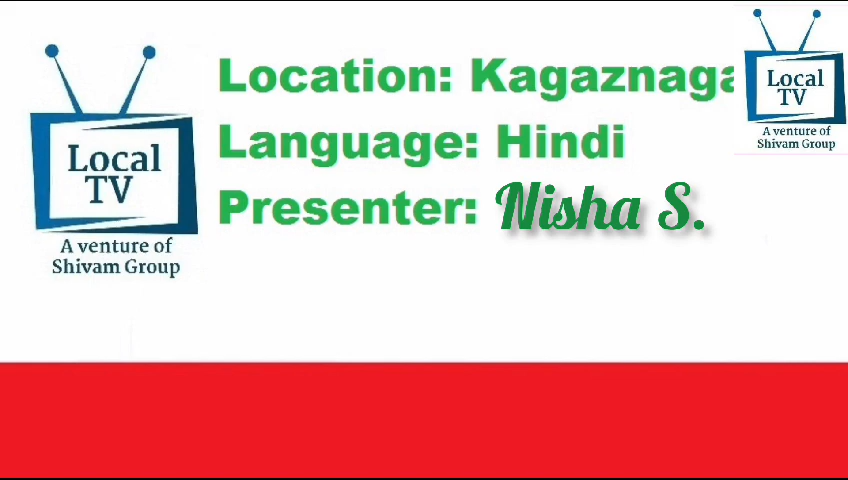 Location: Kagaznaga
Language: Hindi
Presenter: Nisha S.
Local
TV
A venture of
Shivam Group
Local
TV
A venture of
Shivam Group